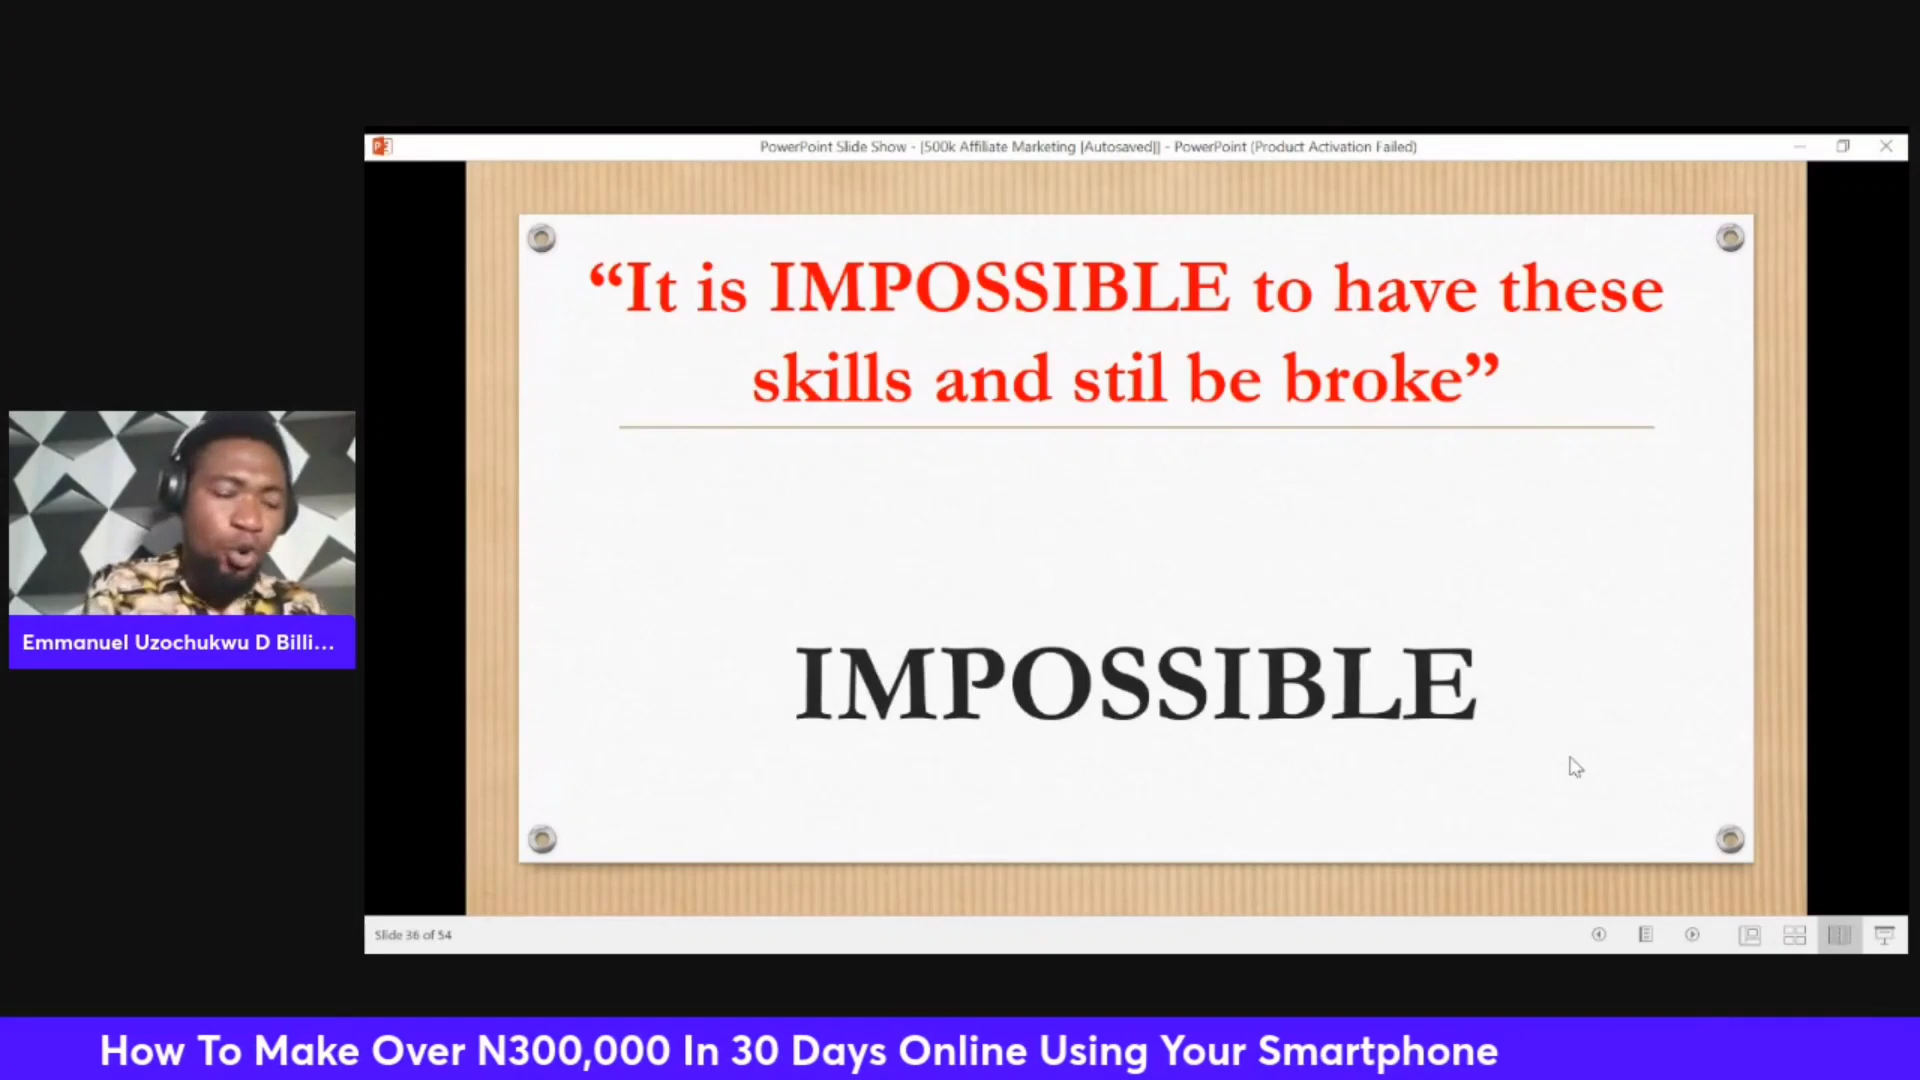 PowerPoint Slide Show - [500k Affiliate Marketing [Autosaved]] - PowerPoint (Product Activation Failed)
“It is IMPOSSIBLE to have these
skills and stil be broke”
IMPOSSIBLE
Emmanuel Uzochukwu D Billi...
Slide 36 of 54
How To Make Over N300,000 In 30 Days Online Using Your Smartphone